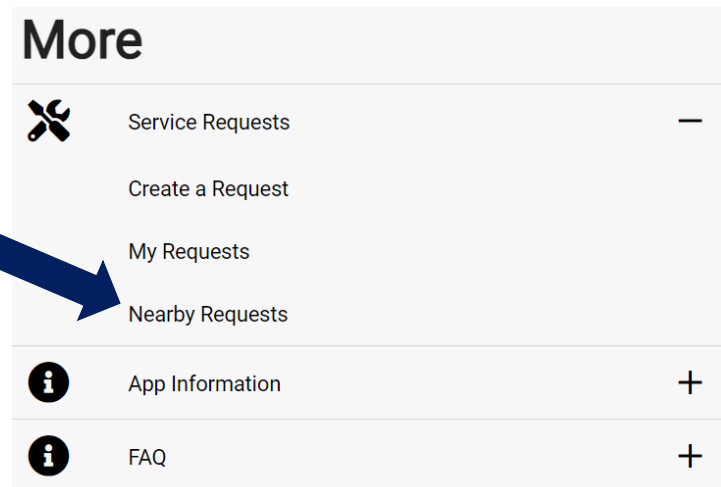 More
Service Requests
Create a Request
My Requests
Nearby Requests
App Information
FAQ